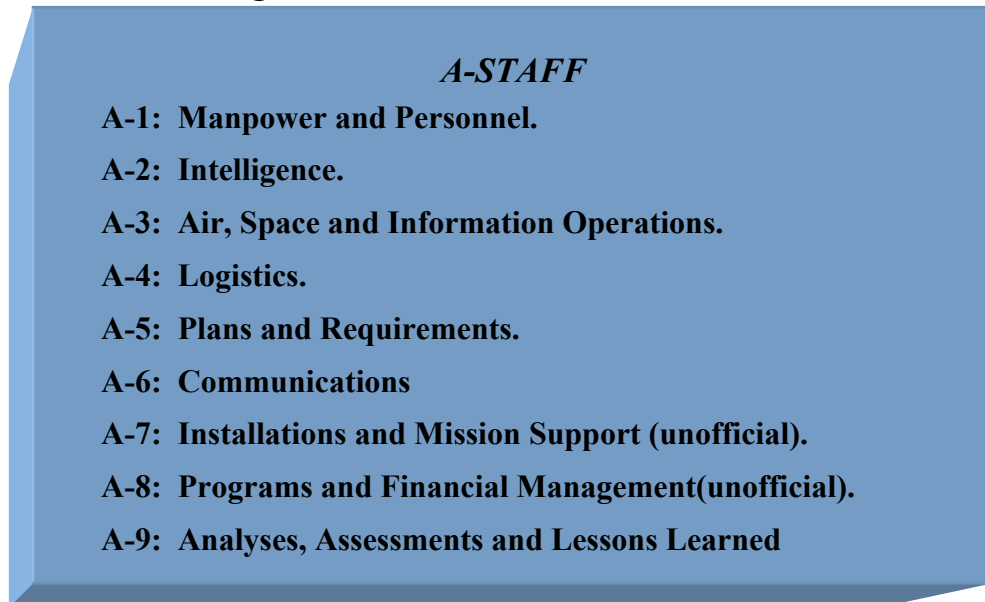 A-STAFF
A-1: Manpower and Personnel.
A-2: Intelligence.
A-3: Air, Space and Information Operations.
A-4: Logistics.
A-5: Plans and Requirements.
A-6: Communications
A-7: Installations and Mission Support (unofficial).
A-8: Programs and Financial Management(unofficial).
A-9: Analyses, Assessments and Lessons Learned